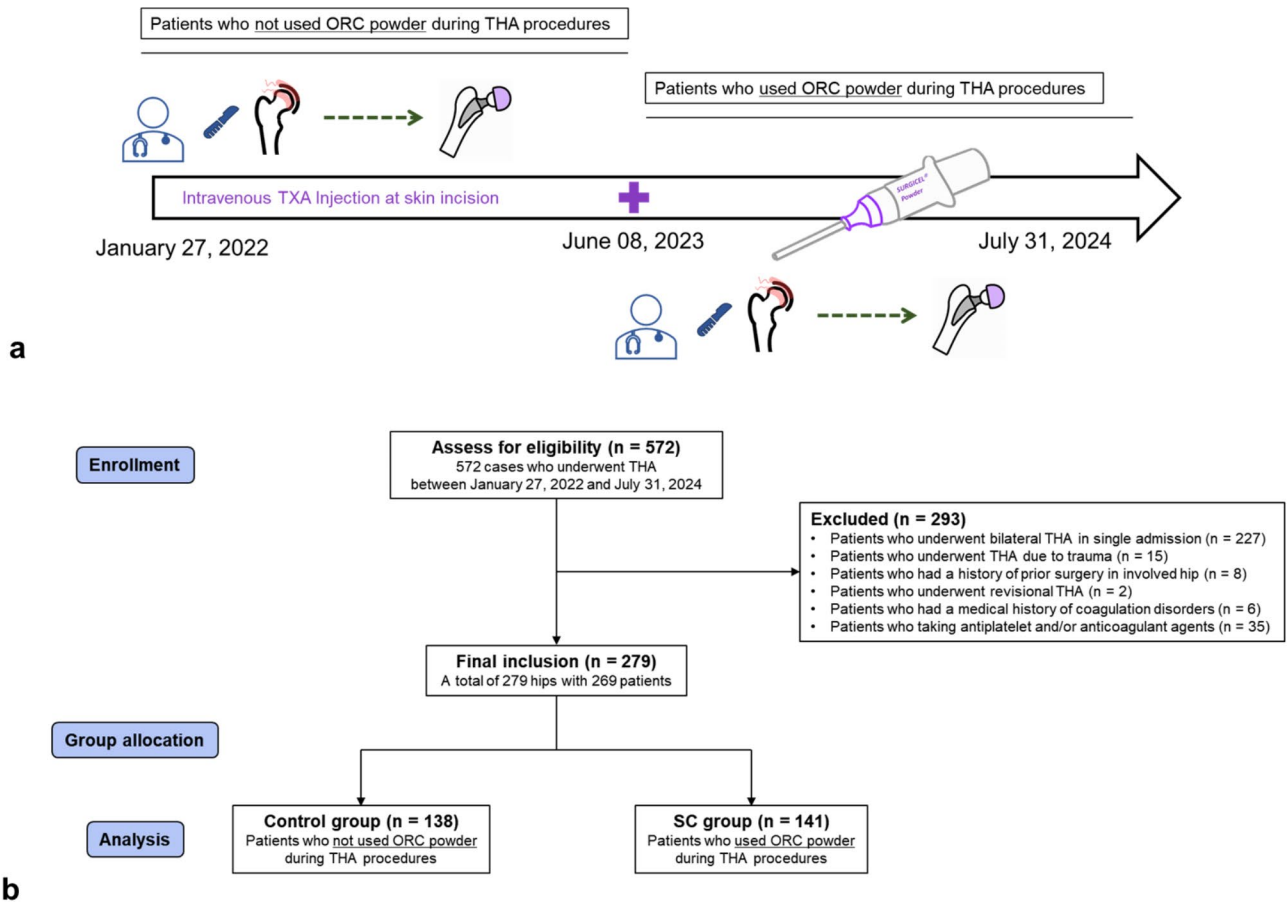 Patients who not used ORC powder during THA procedures
Patients who used ORC powder during THA procedures
SURGICEL®
Powder
Intravenous TXA Injection at skin incision
January 27, 2022
June 08, 2023
July 31, 2024
a
Enrollment
Assess for eligibility (n = 572)
572 cases who underwent THA
between January 27, 2022 and July 31, 2024
Excluded (n = 293)
• Patients who underwent bilateral THA in single admission (n = 227)
• Patients who underwent THA due to trauma (n = 15)
• Patients who had a history of prior surgery in involved hip (n = 8)
• Patients who underwent revisional THA (n = 2)
• Patients who had a medical history of coagulation disorders (n = 6)
• Patients who taking antiplatelet and/or anticoagulant agents (n = 35)
Final inclusion (n = 279)
A total of 279 hips with 269 patients
Group allocation
Analysis
Control group (n = 138)
Patients who not used ORC powder
during THA procedures
SC group (n = 141)
Patients who used ORC powder
during THA procedures
b